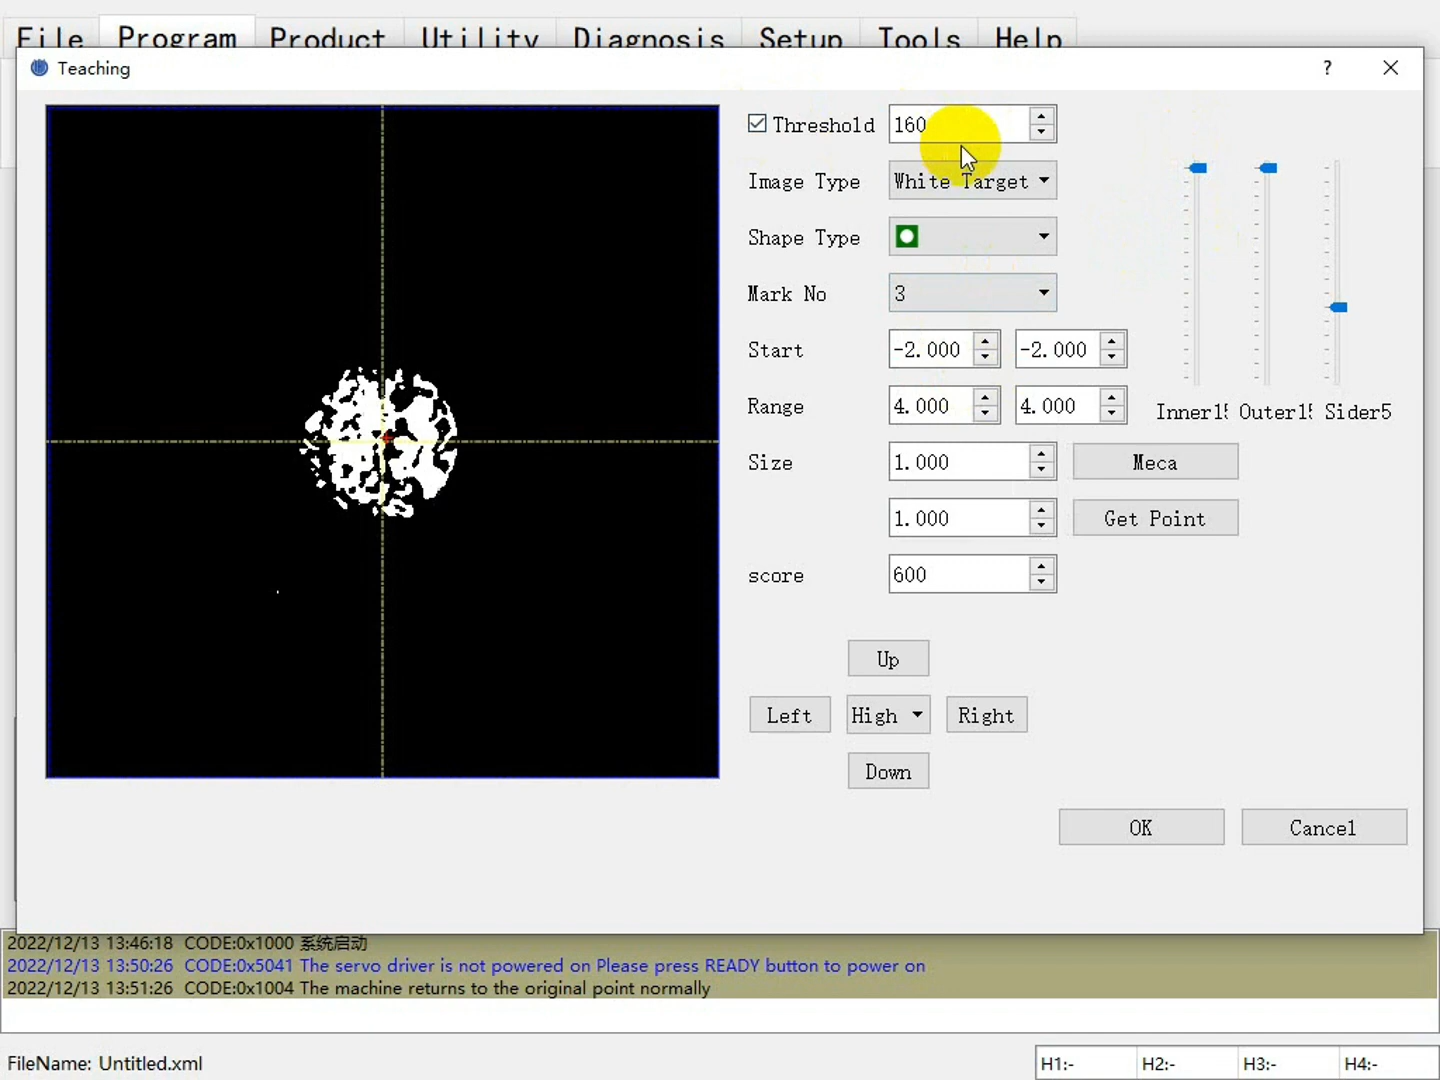 File Program Product Utility Diagnosis Setup Tools Help
Teaching ?
Threshold 160
Image Type White Target
Shape Type
Mark No 3
Start -2.000 -2.000
Range 4.000 4.000
Inner15 Outer15 Sider5
Size 1.000 Meca
1.000 Get Point
score 600
Up
Left High Right
Down
OK Cancel
2022/12/13 13:46:18 CODE:0x1000 系统启动
2022/12/13 13:50:26 CODE:0x5041 The servo driver is not powered on Please press READY button to power on
2022/12/13 13:51:26 CODE:0x1004 The machine returns to the original point normally
FileName: Untitled.xml H1:- H2:- H3:- H4:-